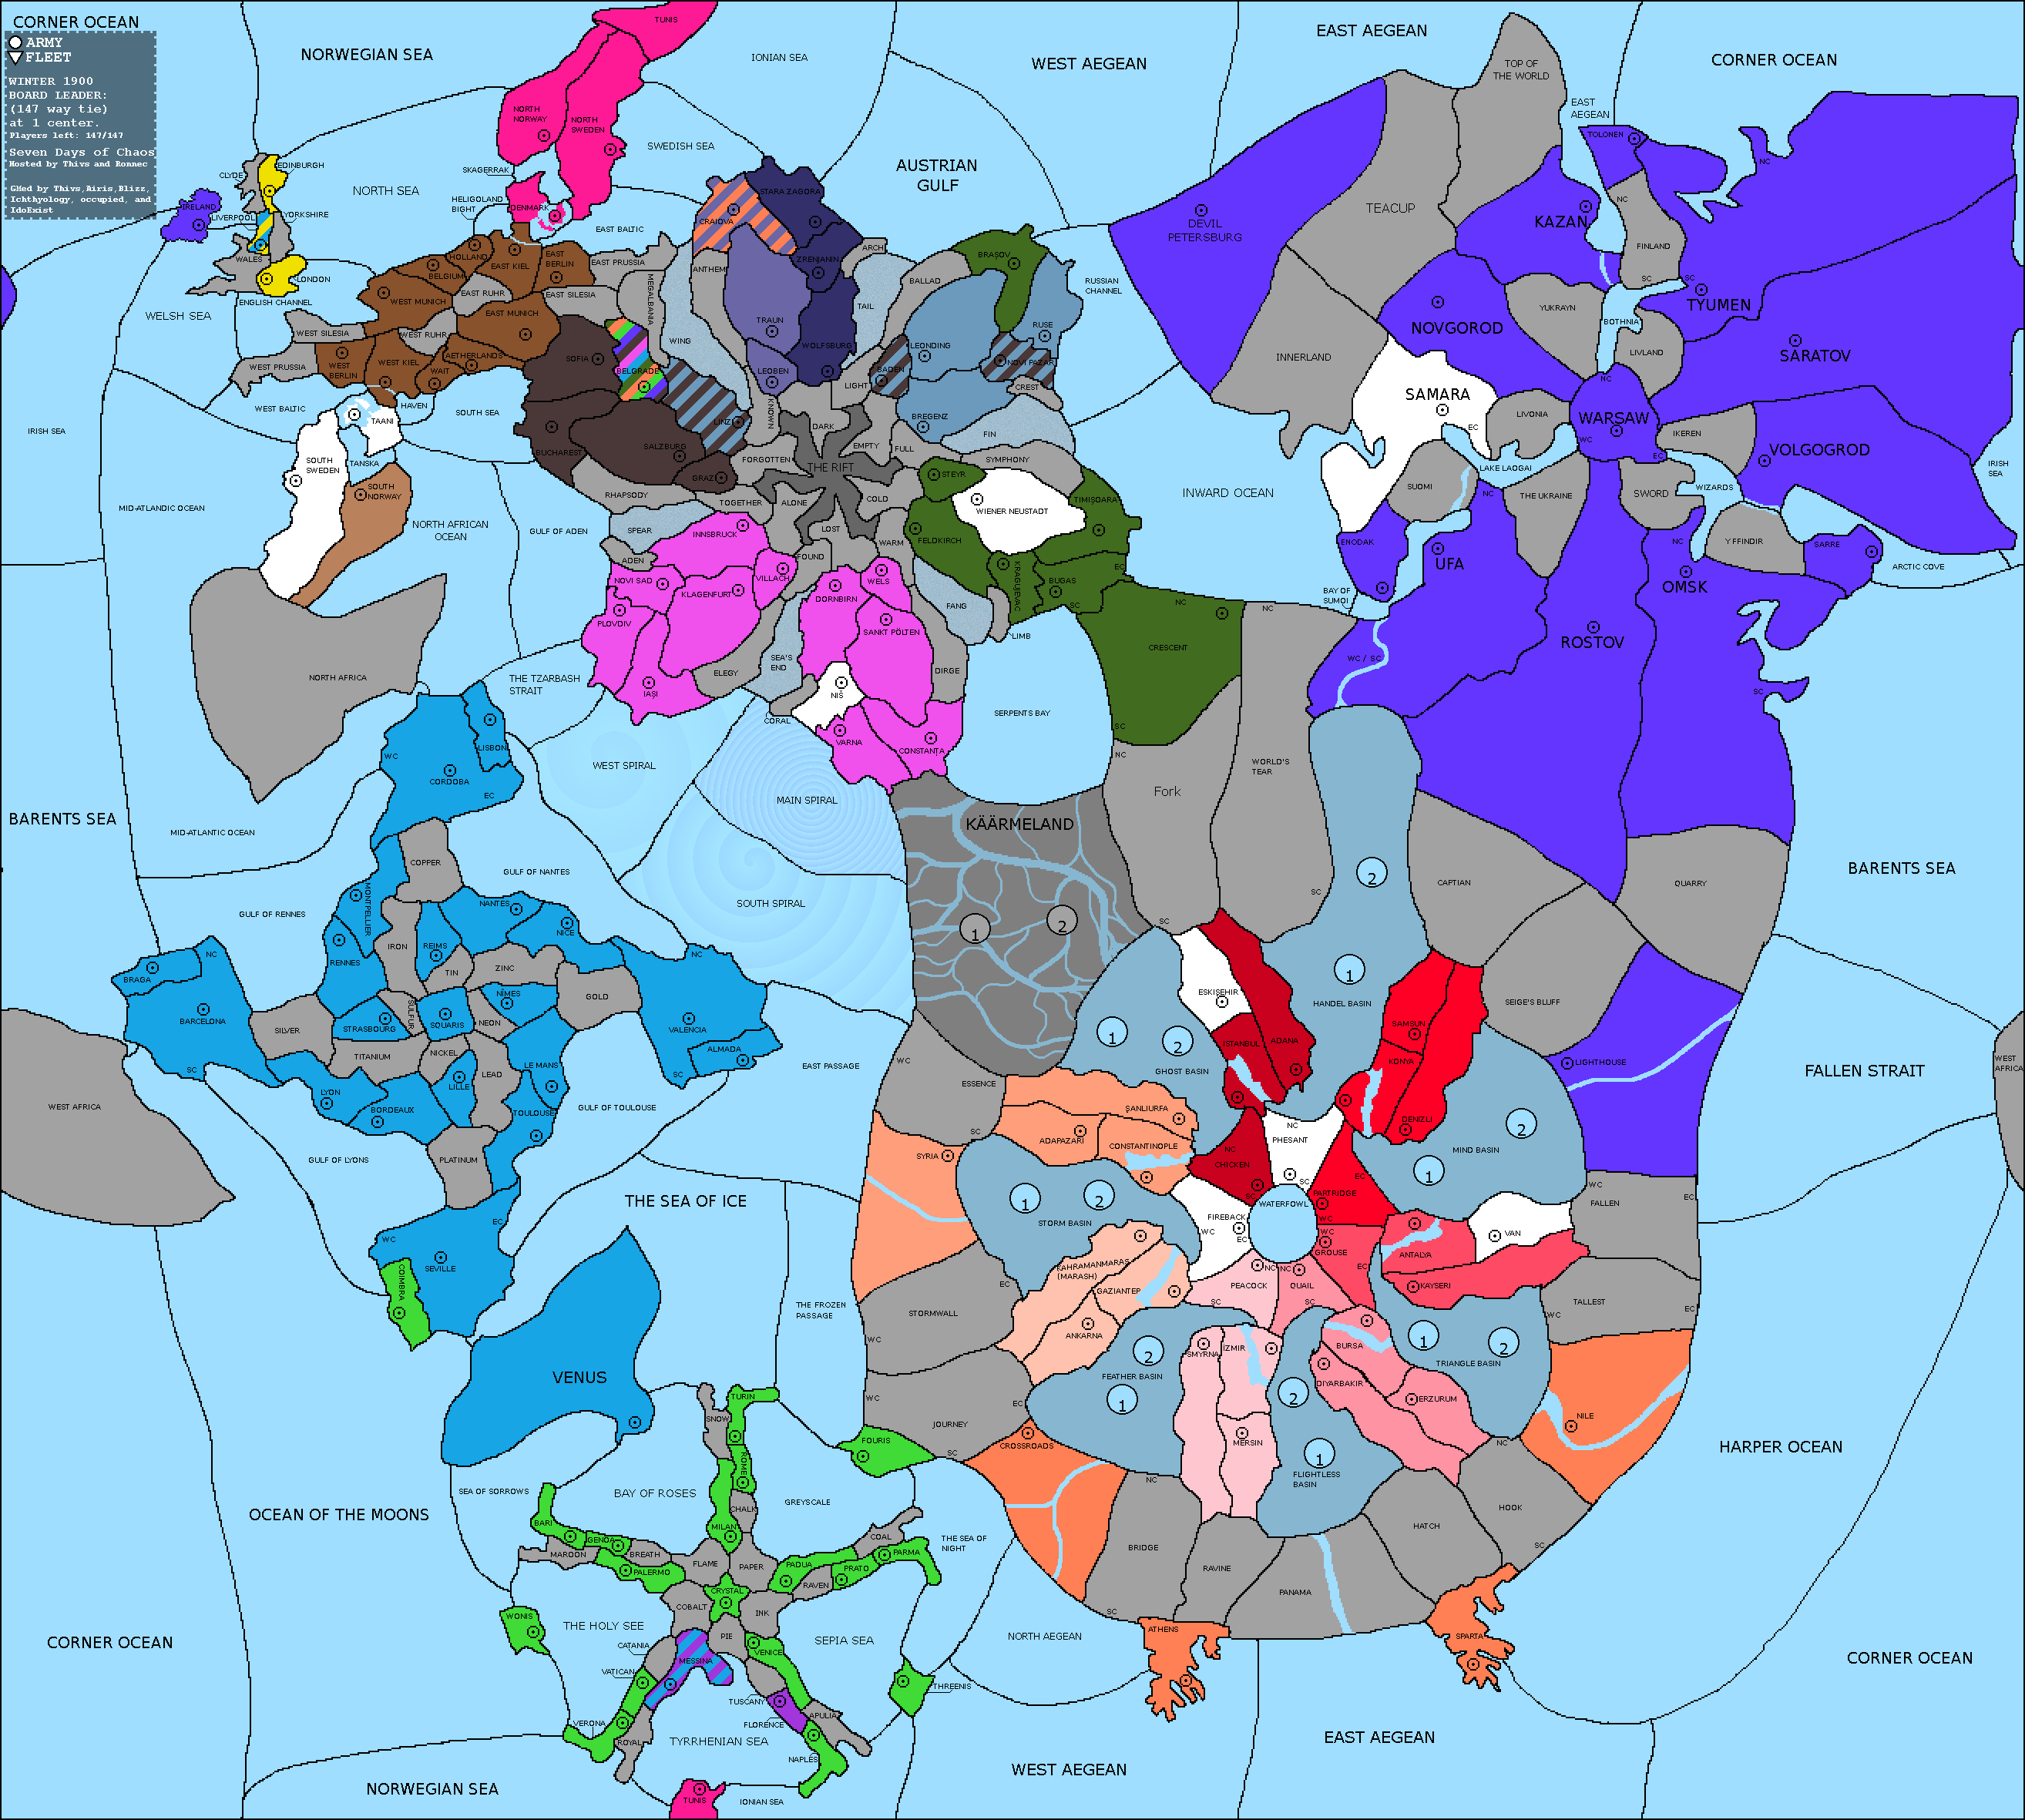 CORNER OCEAN
ARMY
FLEET
WINTER 1900
BOARD LEADER:
(147 way tie)
at 1 center.
Players left: 147/147
Seven Days of Chaos
Hosted by Thivs and Ronnec
GMed by Thivs,Airis,Blizz,
Ichthyology, occupied, and
IdoExist
NORWEGIAN SEA
TUNIS
IONIAN SEA
WEST AEGEAN
EAST AEGEAN
TOP OF
THE WORLD
CORNER OCEAN
EAST
AEGEAN
TOLONEN
NC
NORTH
NORWAY
NORTH
SWEDEN
SWEDISH SEA
SKAGERRAK
AUSTRIAN
GULF
CLYDE
EDINBURGH
NORTH SEA
IRELAND
LIVERPOOL
YORKSHIRE
WALES
LONDON
ENGLISH CHANNEL
WELSH SEA
HELIGOLAND
BIGHT
DENMARK
EAST BALTIC
HOLLAND
BELGIUM
EAST KIEL
EAST
BERLIN
EAST PRUSSIA
WEST MUNICH
EAST RUHR
EAST SILESIA
EAST MUNICH
WEST SILESIA
WEST RUHR
WEST PRUSSIA
WEST
BERLIN
WEST KIEL
AETHERLANDS
WAIT
WEST BALTIC
HAVEN
SOUTH SEA
TAANI
TANSKA
SOUTH
SWEDEN
SOUTH
NORWAY
NORTH AFRICAN
OCEAN
IRISH SEA
MID-ATLANTIC OCEAN
MEGALBANIA
WING
ANTHEM
CRAIOVA
STARA ZAGORA
ARCH
ZRENJANIN
TAIL
TRAUN
WOLFSBURG
LEOBEN
LIGHT
KNOWN
SOFIA
BELGRADE
LINZ
SALZBURG
BUCHAREST
GRAZ
DARK
EMPTY
FULL
FORGOTTEN
THE RIFT
TOGETHER
ALONE
COLD
LOST
WARM
FOUND
BALLAD
BRAȘOV
RUSE
RUSSIAN
CHANNEL
LEONDING
NOVI PAZAR
BADEN
CREST
BREGENZ
FIN
SYMPHONY
STEYR
WIENER NEUSTADT
TIMIȘOARA
FELDKIRCH
KRAGUJEVAC
BUGAS
EC
SC
LIMB
FANG
RHAPSODY
SPEAR
GULF OF ADEN
ADEN
INNSBRUCK
NOVI SAD
VILLACH
KLAGENFURT
PLOVDIV
IAȘI
ELEGY
SEA'S
END
DORNBIRN
WELS
SANKT PÖLTEN
DIRGE
NIŠ
CORAL
VARNA
CONSTANȚA
SERPENTS BAY
CRESCENT
NC
SC
INWARD OCEAN
DEVIL
PETERSBURG
TEACUP
INNERLAND
KAZAN
NC
FINLAND
SC
SC
NOVGOROD
YUKRAYN
BOTHNIA
LIVLAND
TYUMEN
SARATOV
SAMARA
EC
LIVONIA
NC
WARSAW
WC
EC
IKEREN
VOLGOGROD
IRISH
SEA
LAKE LAOGAI
SUOMI
NC
THE UKRAINE
SWORD
WIZARDS
NC
YFFINDIR
SARRE
ARCTIC COVE
EHODAK
UFA
OMSK
ROSTOV
BAY OF
SUMOI
WC / SC
SC
NC
WORLD'S
TEAR
SC
NC
Fork
SC
CAPTIAN
QUARRY
BARENTS SEA
SEIGE'S BLUFF
LIGHTHOUSE
FALLEN STRAIT
WEST
AFRICA
NORTH AFRICA
THE TZARBASH
STRAIT
WEST SPIRAL
MAIN SPIRAL
SOUTH SPIRAL
KÄÄRMELAND
1
2
BARENTS SEA
MID-ATLANTIC OCEAN
WC
CORDOBA
EC
LISBON
COPPER
GULF OF NANTES
GULF OF RENNES
MONTPELLIER
NANTES
NICE
IRON
REIMS
RENNES
TIN
ZINC
GOLD
NC
BRAGA
BARCELONA
SC
SILVER
STRASBOURG
SULFUR
SQUARIS
NIMES
NEON
NC
VALENCIA
ALMADA
SC
TITANIUM
NICKEL
LILLE
LEAD
LE MANS
TOULOUSE
LYON
BORDEAUX
PLATINUM
GULF OF LYONS
GULF OF TOULOUSE
EAST PASSAGE
WEST AFRICA
EC
WC
SEVILLE
COIMBRA
THE SEA OF ICE
THE FROZEN
PASSAGE
VENUS
2
1
HANDEL BASIN
ESKIŞEHIR
ISTANBUL
ADANA
1
2
GHOST BASIN
SAMSUN
KONYA
DENIZLI
2
1
MIND BASIN
WC
ESSENCE
SC
ŞANLIURFA
ADAPAZARI
CONSTANTINOPLE
SYRIA
1
2
STORM BASIN
EC
STORMWALL
WC
NC
CHICKEN
SC
NC
PHESANT
SC
EC
PARTRIDGE
WC
WATERFOWL
FIREBACK
WC
EC
WC
GROUSE
EC
NC
PEACOCK
SC
NC
QUAIL
SC
ANTALYA
VAN
KAYSERI
WC
FALLEN
EC
TALLEST
WC
EC
KAHRAMANMARAS
(MARASH)
GAZIANTEP
ANKARNA
2
FEATHER BASIN
1
SMYRNA
İZMIR
MERSIN
2
1
FLIGHTLESS
BASIN
BURSA
DIYARBAKIR
ERZURUM
1
2
TRIANGLE BASIN
NILE
WC
JOURNEY
EC
SC
CROSSROADS
NC
BRIDGE
SC
RAVINE
PANAMA
HATCH
NC
HOOK
SC
ATHENS
SPARTA
HARPER OCEAN
CORNER OCEAN
FOURIS
SNOW
TURIN
ROME
CHALK
MILAN
BAY OF ROSES
SEA OF SORROWS
GREYSCALE
OCEAN OF THE MOONS
BARI
GENOA
MAROON
BREATH
PALERMO
FLAME
PAPER
PADUA
PRATO
RAVEN
COAL
PARMA
THE SEA OF
NIGHT
CRYSTAL
COBALT
INK
PIE
WONIS
THE HOLY SEE
CATANIA
VATICAN
MESSINA
VENICE
SEPIA SEA
THREENIS
TUSCANY
FLORENCE
APULIA
VERONA
ROYAL
NAPLES
TYRRHENIAN SEA
NORTH AEGEAN
CORNER OCEAN
NORWEGIAN SEA
TUNIS
IONIAN SEA
WEST AEGEAN
EAST AEGEAN